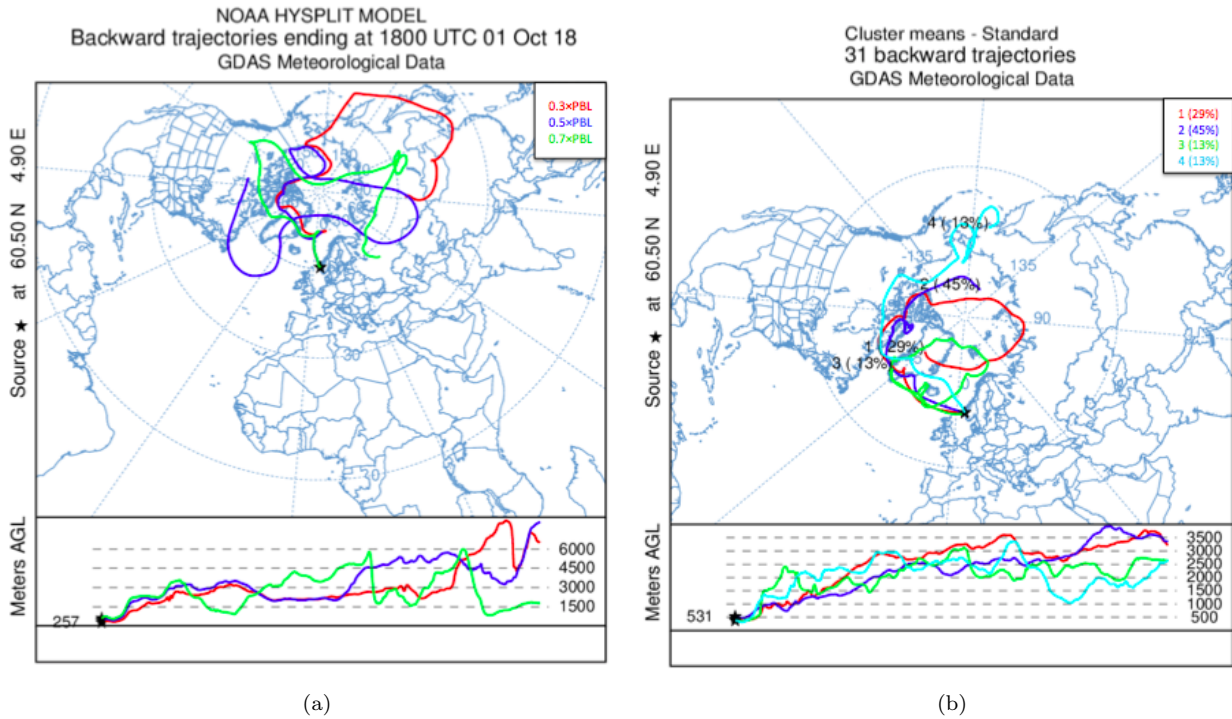 NOAA HYSPLIT MODEL
Backward trajectories ending at 1800 UTC 01 Oct 18
GDAS Meteorological Data
0.3×PBL
0.5×PBL
0.7×PBL
Source ★ at 60.50 N 4.90 E
30
30
Meters AGL
257
6000
4500
3000
1500
(a)
Cluster means - Standard
31 backward trajectories
GDAS Meteorological Data
1 (29%)
2 (45%)
3 (13%)
4 (13%)
Source ★ at 60.50 N 4.90 E
4 ( 13%)
-135
135
2 ( 45%)
90
1 ( 29%)
3 ( 13%)
Meters AGL
531
3500
3000
2500
2000
1500
1000
500
(b)